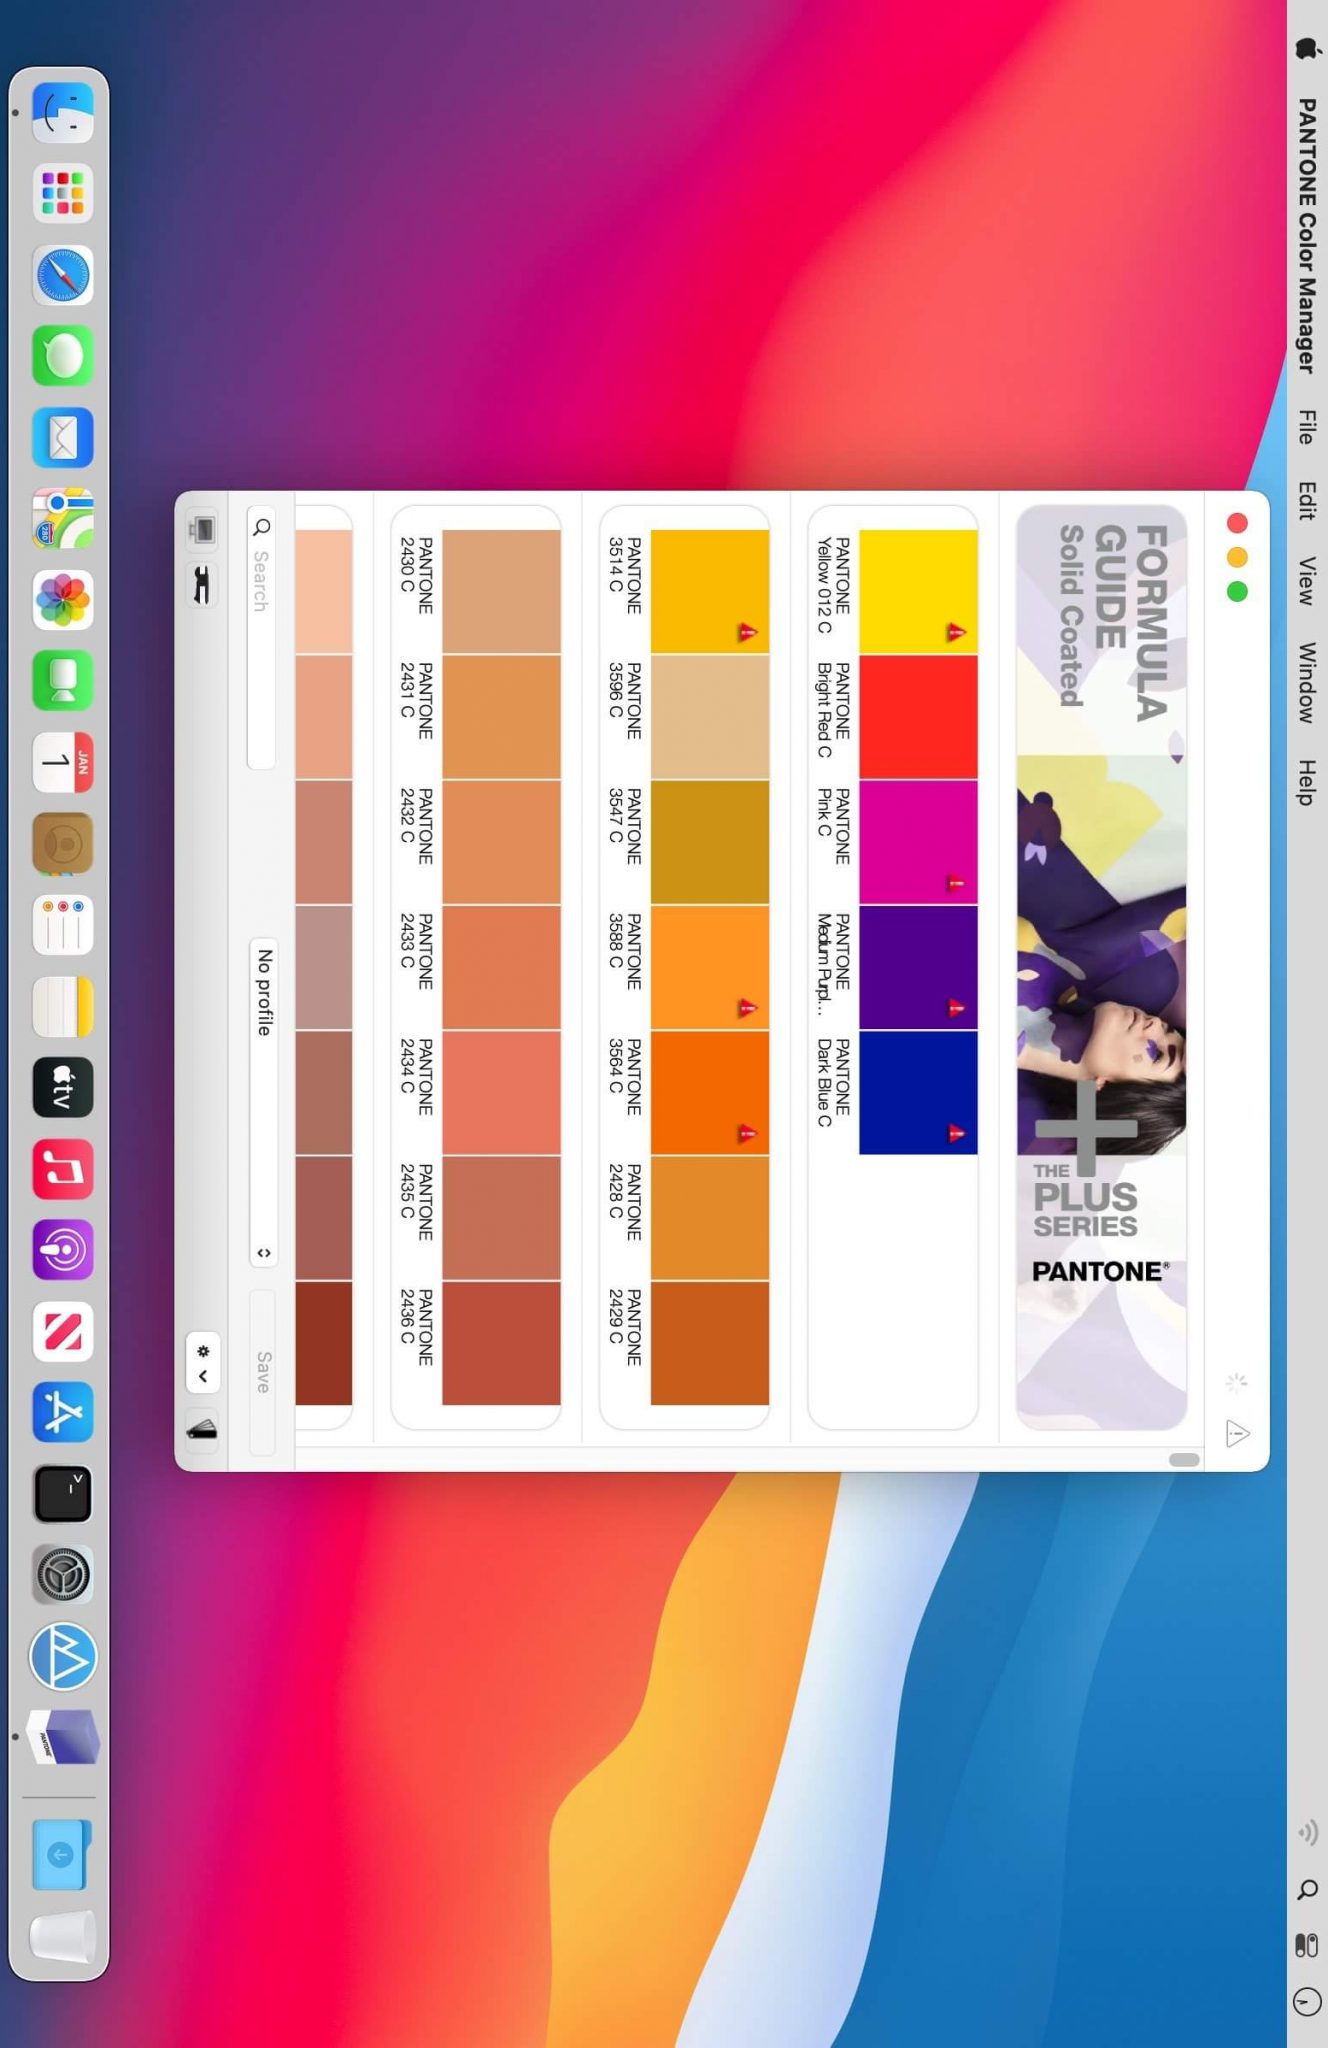 PANTONE Color Manager File Edit View Window Help
FORMULA
GUIDE
Solid Coated
THE
PLUS
SERIES
PANTONE®
PANTONE
Yellow 012 C
PANTONE
Bright Red C
PANTONE
Pink C
PANTONE
Medium Purpl...
PANTONE
Dark Blue C
PANTONE
3514 C
PANTONE
3596 C
PANTONE
3547 C
PANTONE
3588 C
PANTONE
3564 C
PANTONE
2428 C
PANTONE
2429 C
PANTONE
2430 C
PANTONE
2431 C
PANTONE
2432 C
PANTONE
2433 C
PANTONE
2434 C
PANTONE
2435 C
PANTONE
2436 C
Search
No profile
Save
280
JAN
1
tv
PANTONE